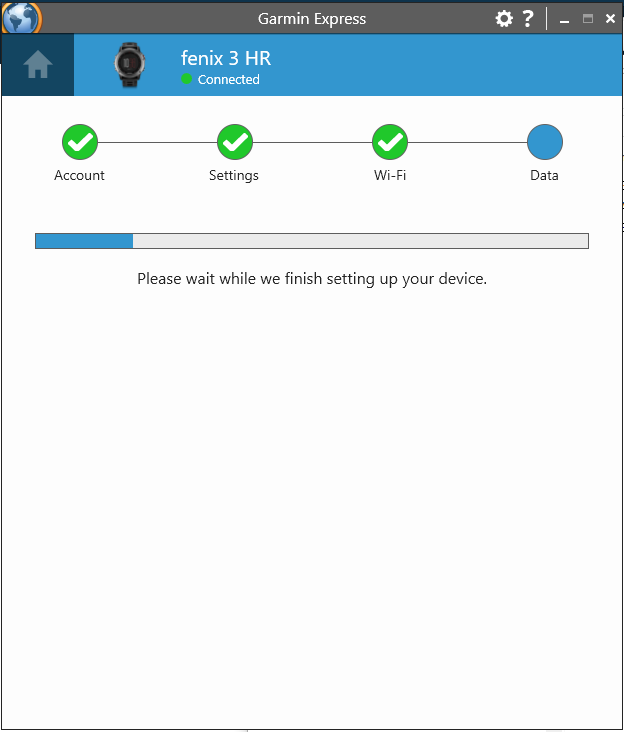 Garmin Express
?
fenix 3 HR
Connected
Account
Settings
Wi-Fi
Data
Please wait while we finish setting up your device.